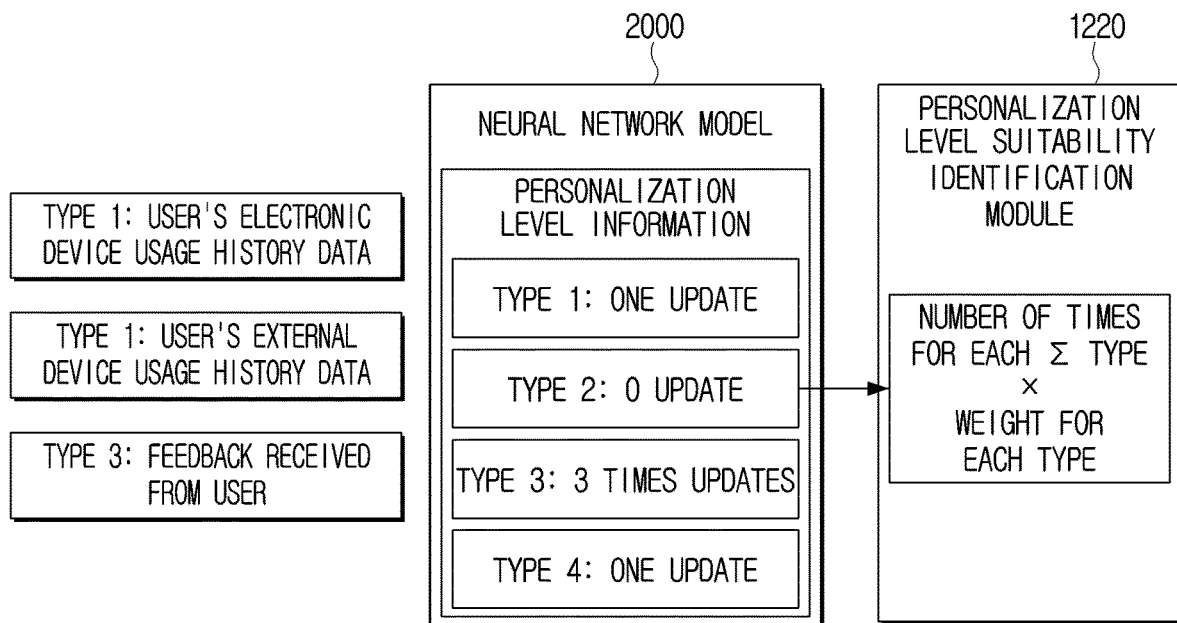 2000
1220
TYPE 1: USER'S ELECTRONIC
DEVICE USAGE HISTORY DATA
TYPE 1: USER'S EXTERNAL
DEVICE USAGE HISTORY DATA
TYPE 3: FEEDBACK RECEIVED
FROM USER
NEURAL NETWORK MODEL
PERSONALIZATION
LEVEL INFORMATION
TYPE 1: ONE UPDATE
TYPE 2: 0 UPDATE
TYPE 3: 3 TIMES UPDATES
TYPE 4: ONE UPDATE
PERSONALIZATION
LEVEL SUITABILITY
IDENTIFICATION
MODULE
NUMBER OF TIMES
FOR EACH Σ TYPE
×
WEIGHT FOR
EACH TYPE